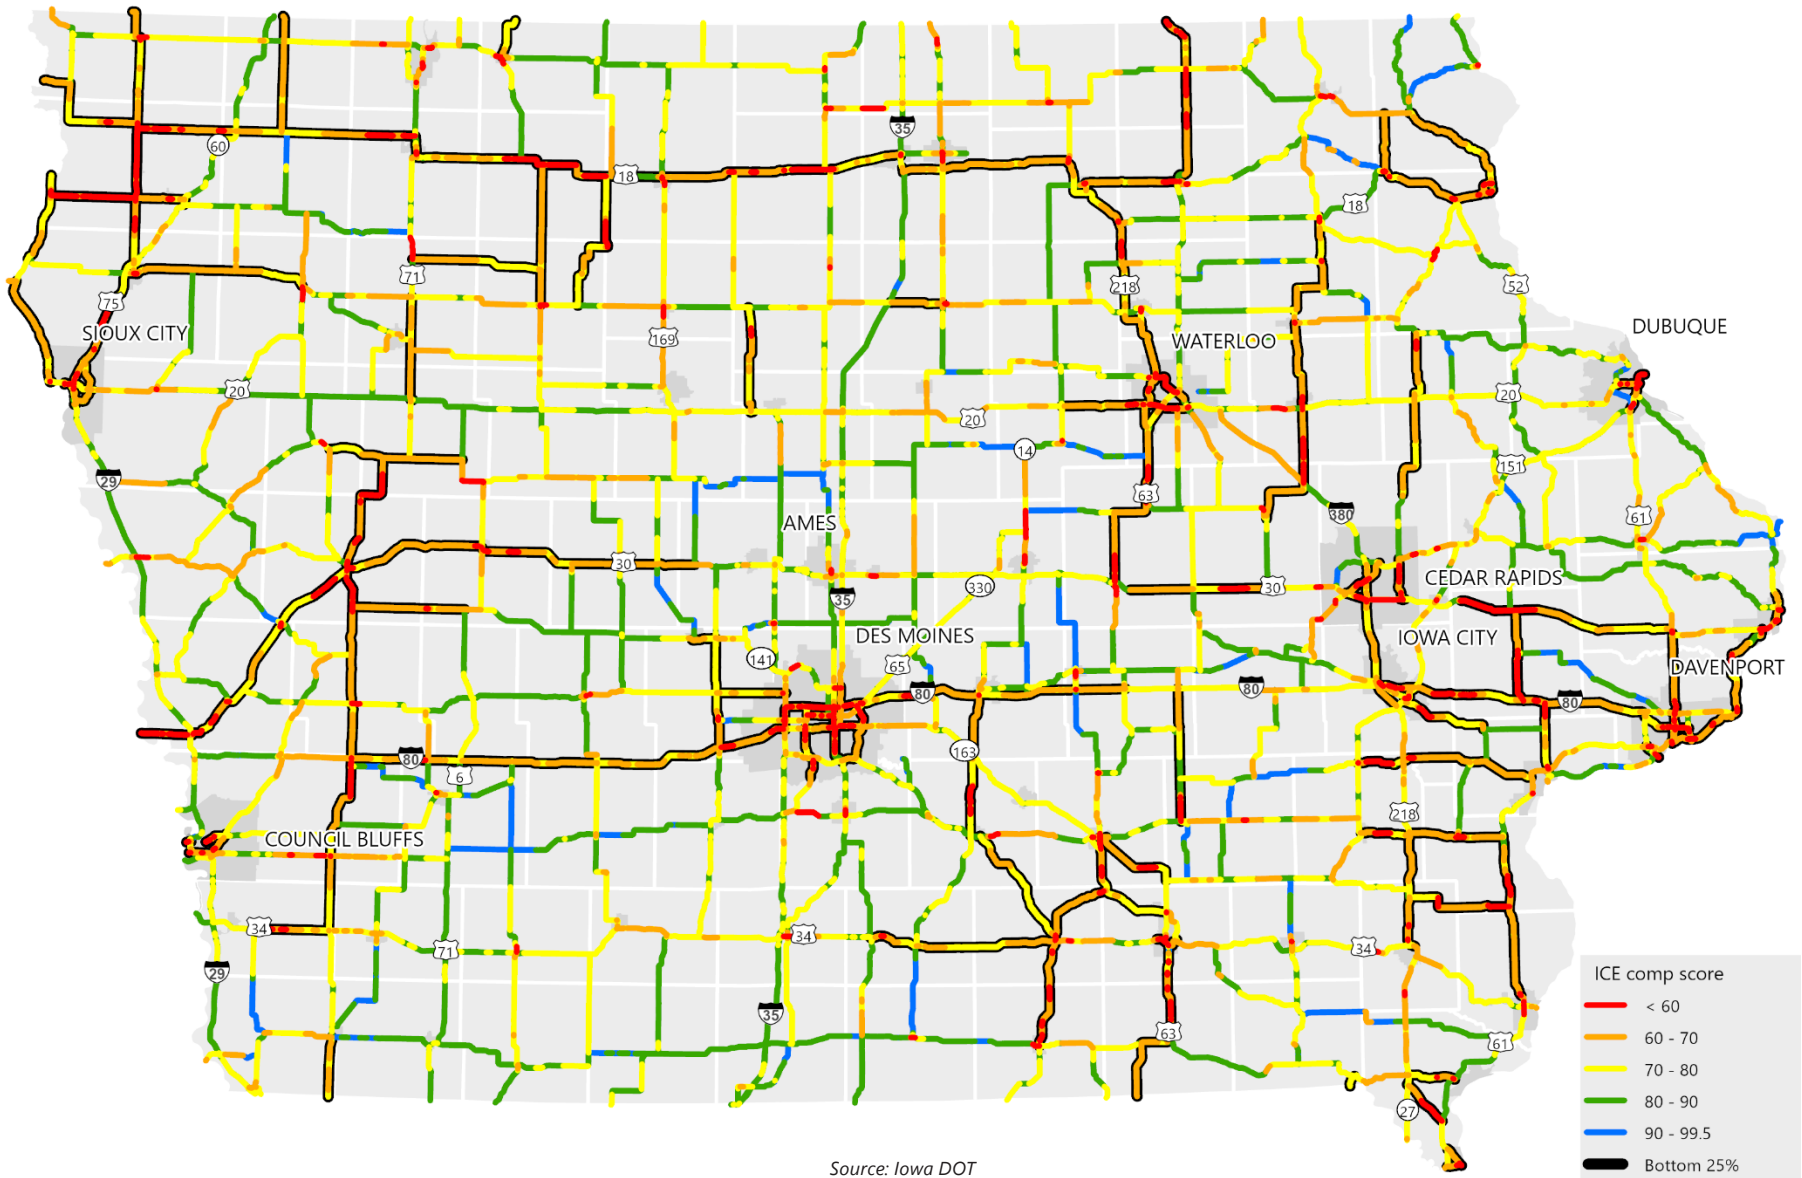 35
60
18
18
71
75
218
52
SIOUX CITY
169
WATERLOO
DUBUQUE
20
20
20
14
151
29
63
380
61
AMES
30
330
30
CEDAR RAPIDS
35
DES MOINES
IOWA CITY
141
65
DAVENPORT
80
80
80
163
80
6
218
COUNCIL BLUFFS
34
71
34
34
29
35
63
61
27
ICE comp score
< 60
60 - 70
70 - 80
80 - 90
90 - 99.5
Bottom 25%
Source: Iowa DOT